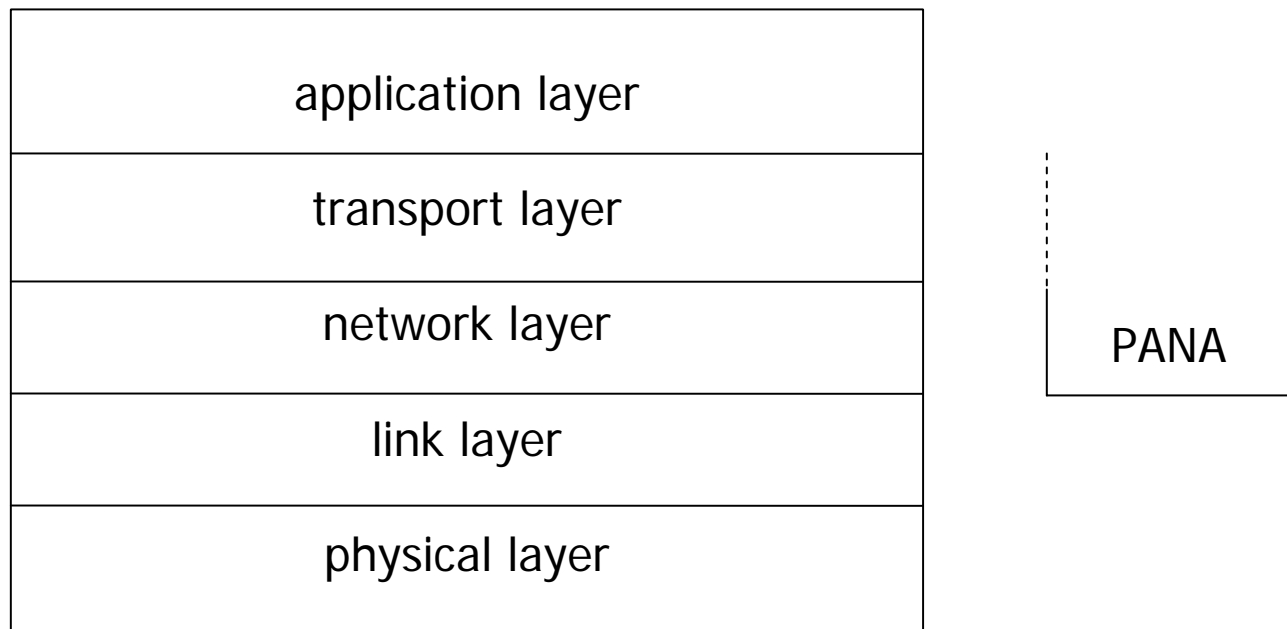 application layer
transport layer
network layer
PANA
link layer
physical layer